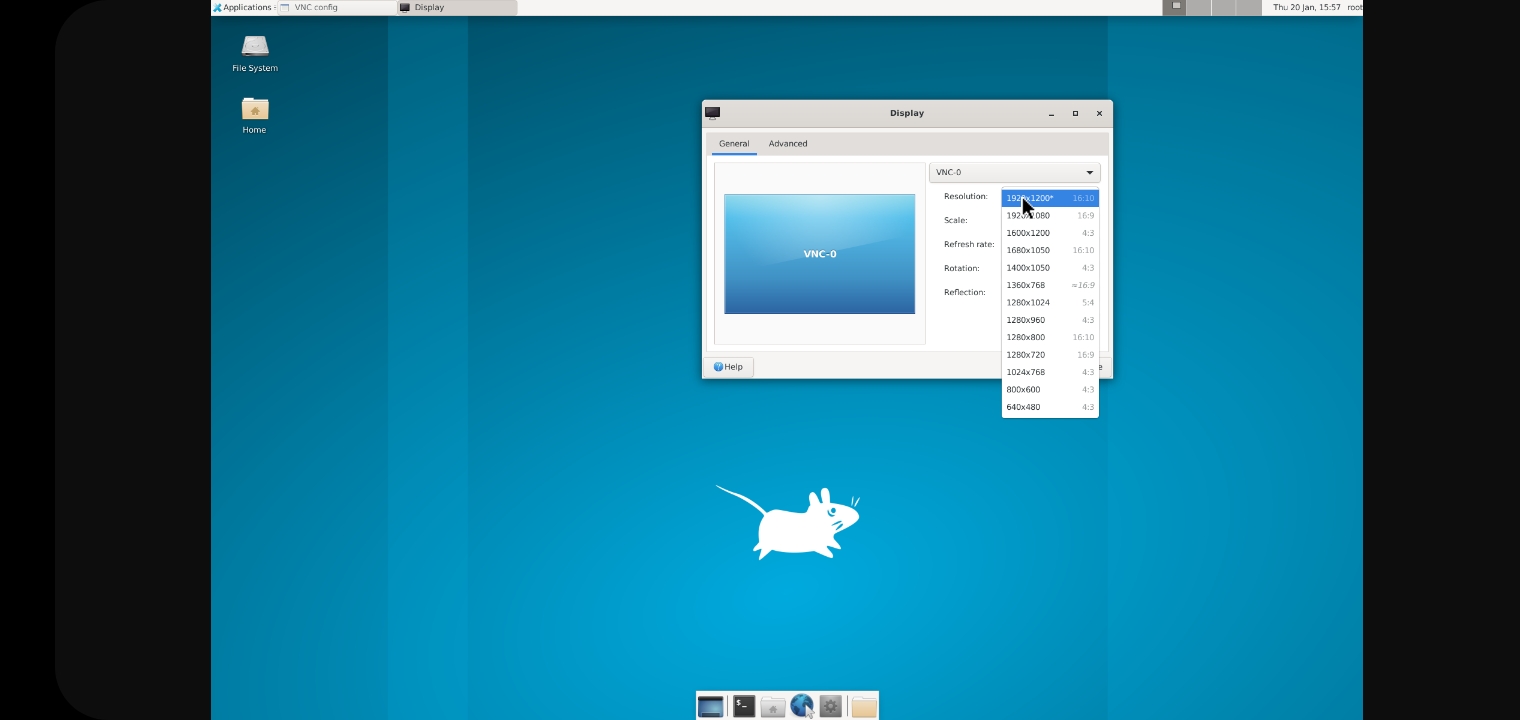 Applications
VNC config
Display
Thu 20 Jan, 15:57
root
File System
Home
Display
General
Advanced
VNC-0
VNC-0
Resolution:
Scale:
Refresh rate:
Rotation:
Reflection:
1920x1200* 16:10
1920x1080 16:9
1600x1200 4:3
1680x1050 16:10
1400x1050 4:3
1360x768 ≈16:9
1280x1024 5:4
1280x960 4:3
1280x800 16:10
1280x720 16:9
1024x768 4:3
800x600 4:3
640x480 4:3
Help
$_